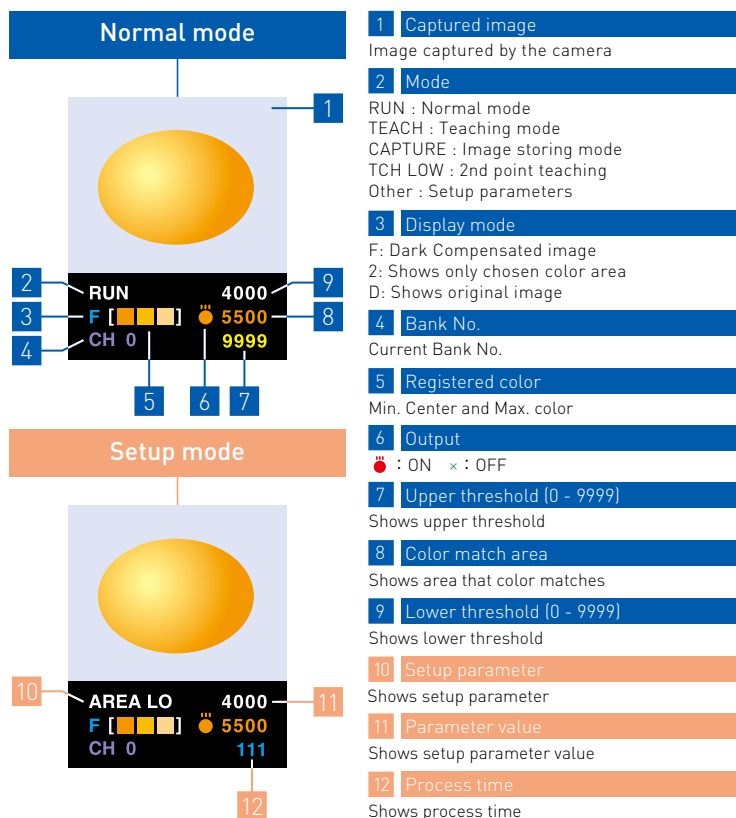 Normal mode
1
2 RUN 4000 9
3 F [ ] 5500 8
4 CH 0 9999
5 6 7
Setup mode
10 AREA LO 4000 11
F [ ] 5500
CH 0 111
12
1 Captured image
Image captured by the camera
2 Mode
RUN : Normal mode
TEACH : Teaching mode
CAPTURE : Image storing mode
TCH LOW : 2nd point teaching
Other : Setup parameters
3 Display mode
F: Dark Compensated image
2: Shows only chosen color area
D: Shows original image
4 Bank No.
Current Bank No.
5 Registered color
Min. Center and Max. color
6 Output
: ON × : OFF
7 Upper threshold (0 - 9999)
Shows upper threshold
8 Color match area
Shows area that color matches
9 Lower threshold (0 - 9999)
Shows lower threshold
10 Setup parameter
Shows setup parameter
11 Parameter value
Shows setup parameter value
12 Process time
Shows process time